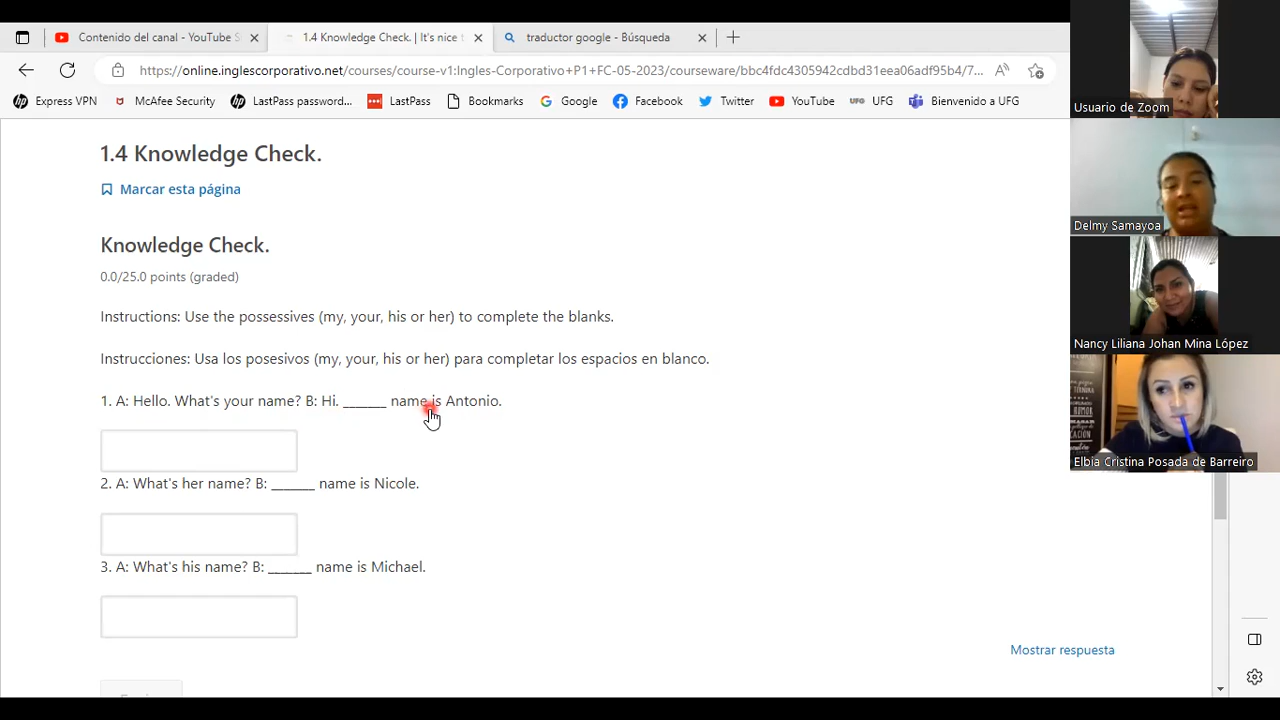 Contenido del canal - YouTube S
1.4 Knowledge Check. | It's nice t
traductor google - Búsqueda
https://online.inglescorporativo.net/courses/course-v1:Ingles-Corporativo+P1+FC-05-2023/courseware/bbc4fdc4305942cdbd31eea06adf95b4/7...
Express VPN McAfee Security LastPass password... LastPass Bookmarks Google Facebook Twitter YouTube UFG Bienvenido a UFG
1.4 Knowledge Check.
Marcar esta página
Knowledge Check.
0.0/25.0 points (graded)
Instructions: Use the possessives (my, your, his or her) to complete the blanks.
Instrucciones: Usa los posesivos (my, your, his or her) para completar los espacios en blanco.
1. A: Hello. What's your name? B: Hi. ______ name is Antonio.
2. A: What's her name? B: ______ name is Nicole.
3. A: What's his name? B: ______ name is Michael.
Mostrar respuesta
Usuario de Zoom
Delmy Samayoa
Nancy Liliana Johan Mina López
Elbia Cristina Posada de Barreiro